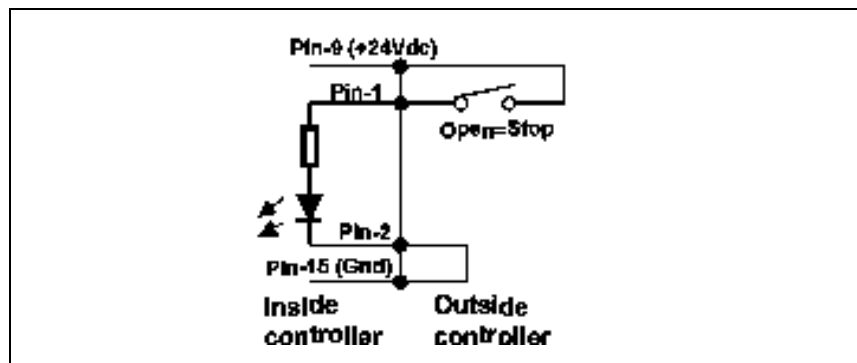 Pin-9 (+24Vdc)
Pin-1
Open=Stop
Pin-2
Pin-15 (Gnd)
Inside controller
Outside controller